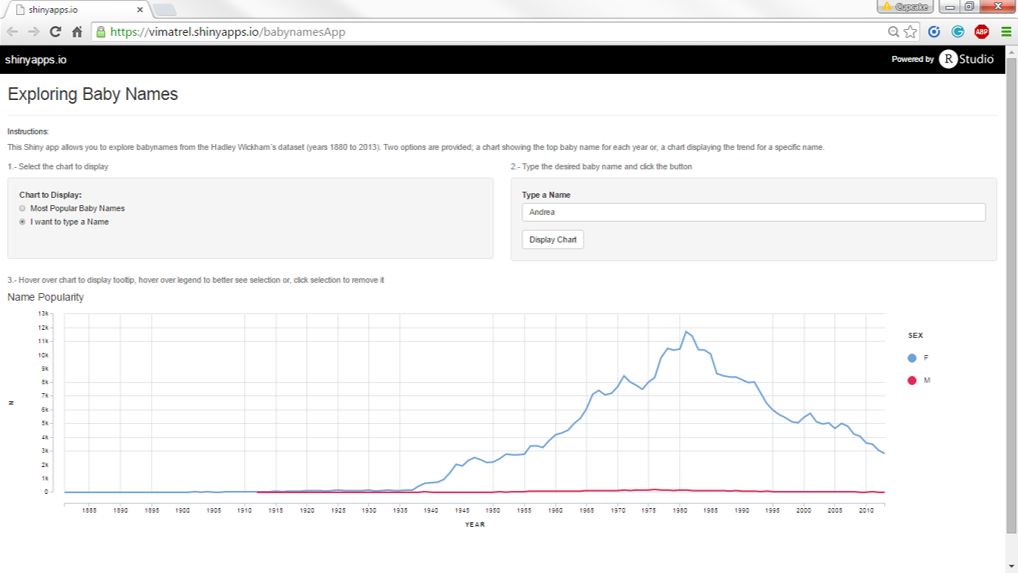 shinyapps.io
Cupcake
https://vimatrel.shinyapps.io/babynamesApp
ABP
shinyapps.io
Powered by R Studio
Exploring Baby Names
Instructions:
This Shiny app allows you to explore babynames from the Hadley Wickham's dataset (years 1880 to 2013). Two options are provided; a chart showing the top baby name for each year or, a chart displaying the trend for a specific name.
1.- Select the chart to display
2.- Type the desired baby name and click the button
Chart to Display:
Most Popular Baby Names
I want to type a Name
Type a Name
Andrea
Display Chart
3.- Hover over chart to display tooltip, hover over legend to better see selection or, click selection to remove it
Name Popularity
13k
12k
11k
10k
9k
8k
7k
6k
5k
4k
3k
2k
1k
0
N
1885 1890 1895 1900 1905 1910 1915 1920 1925 1930 1935 1940 1945 1950 1955 1960 1965 1970 1975 1980 1985 1990 1995 2000 2005 2010
YEAR
SEX
F
M